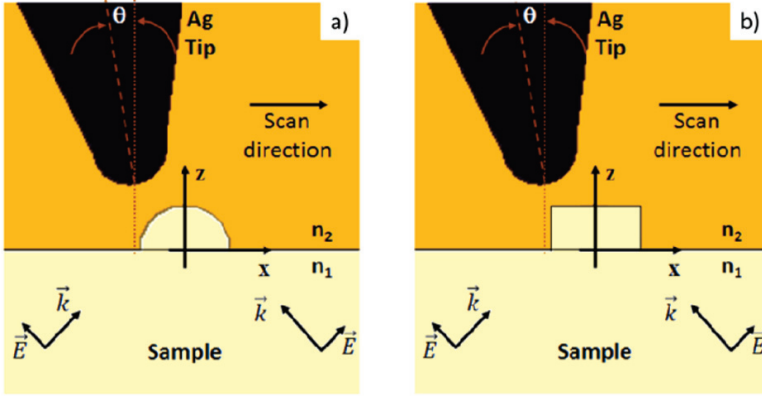 θ
Ag
Tip
a)
Scan
direction
z
n₂
x
n₁
k⃗
E⃗
k⃗
E⃗
Sample
θ
Ag
Tip
b)
Scan
direction
z
n₂
x
n₁
k⃗
E⃗
k⃗
E⃗
Sample